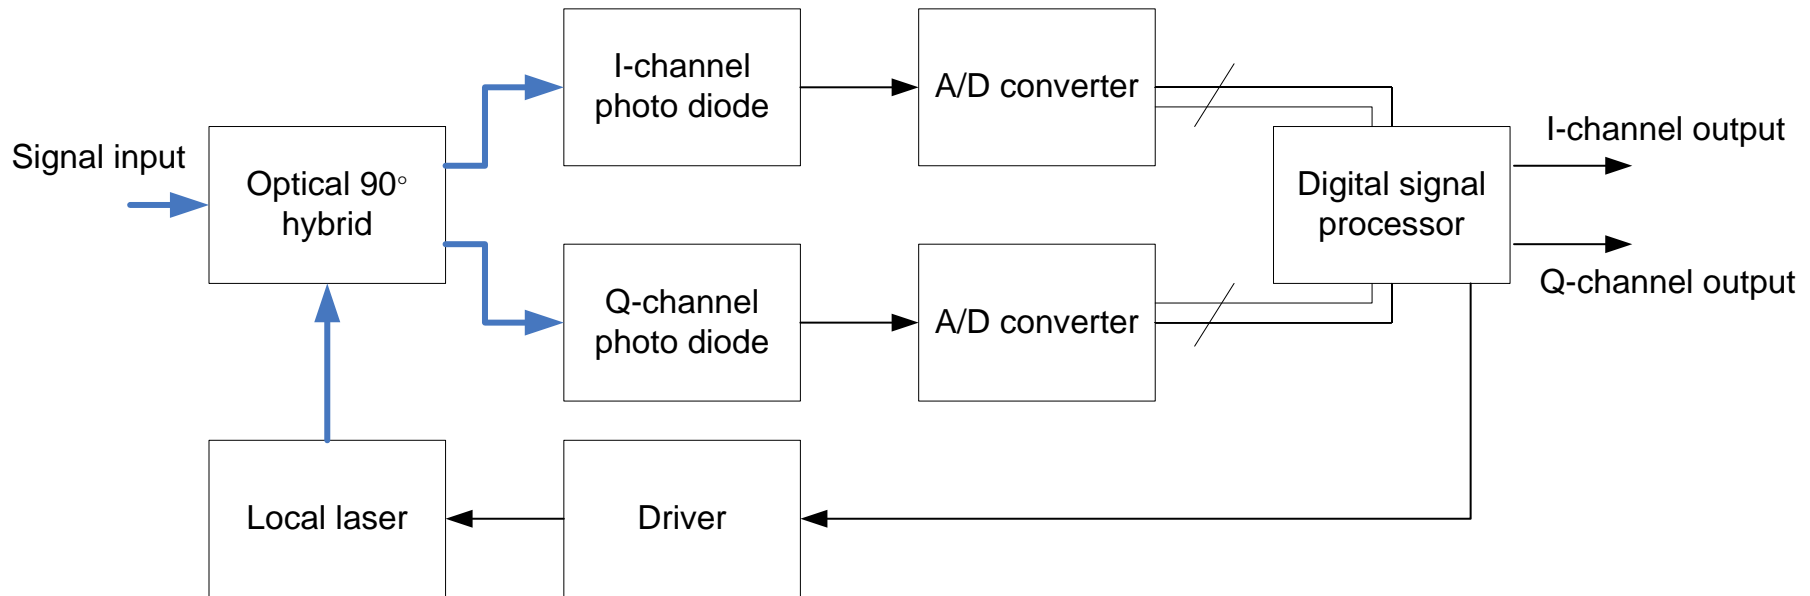 Signal input
Optical 90°
hybrid
I-channel
photo diode
A/D converter
Q-channel
photo diode
A/D converter
Digital signal
processor
I-channel output
Q-channel output
Local laser
Driver